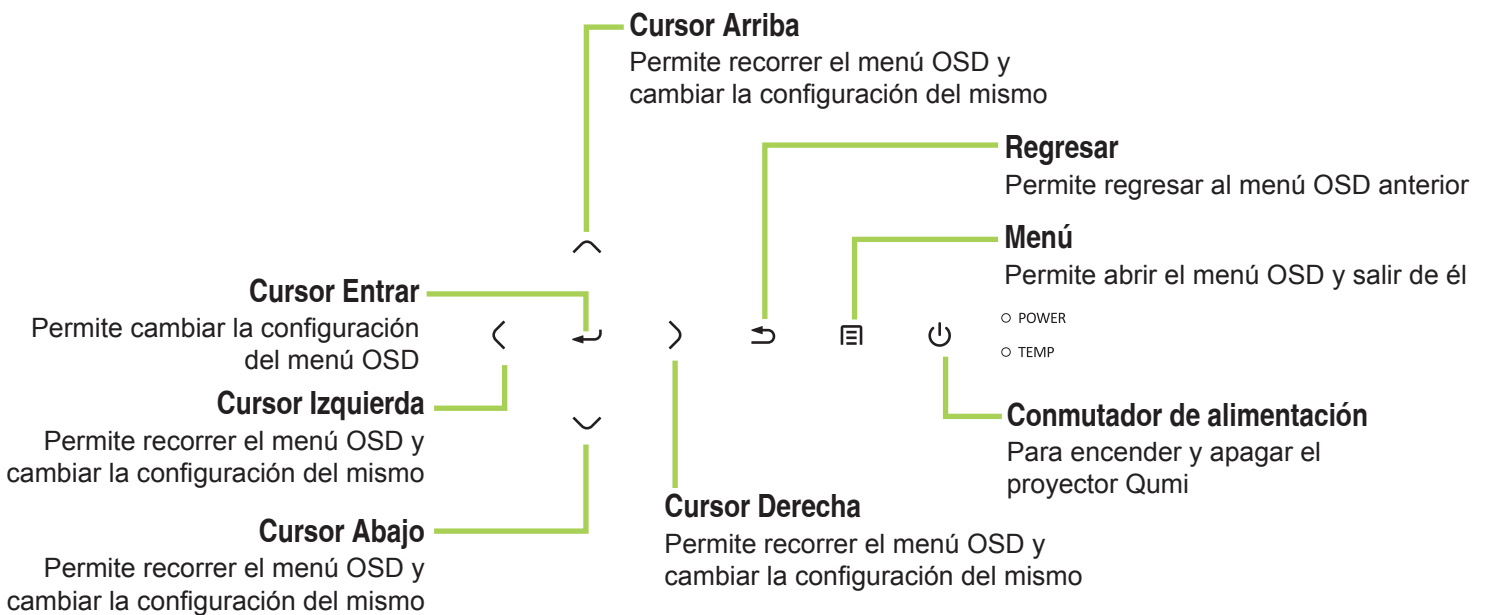 Cursor Arriba
Permite recorrer el menú OSD y
cambiar la configuración del mismo
Regresar
Permite regresar al menú OSD anterior
Menú
Permite abrir el menú OSD y salir de él
Cursor Entrar
Permite cambiar la configuración
del menú OSD
POWER
TEMP
Cursor Izquierda
Permite recorrer el menú OSD y
cambiar la configuración del mismo
Conmutador de alimentación
Para encender y apagar el
proyector Qumi
Cursor Derecha
Permite recorrer el menú OSD y
cambiar la configuración del mismo
Cursor Abajo
Permite recorrer el menú OSD y
cambiar la configuración del mismo